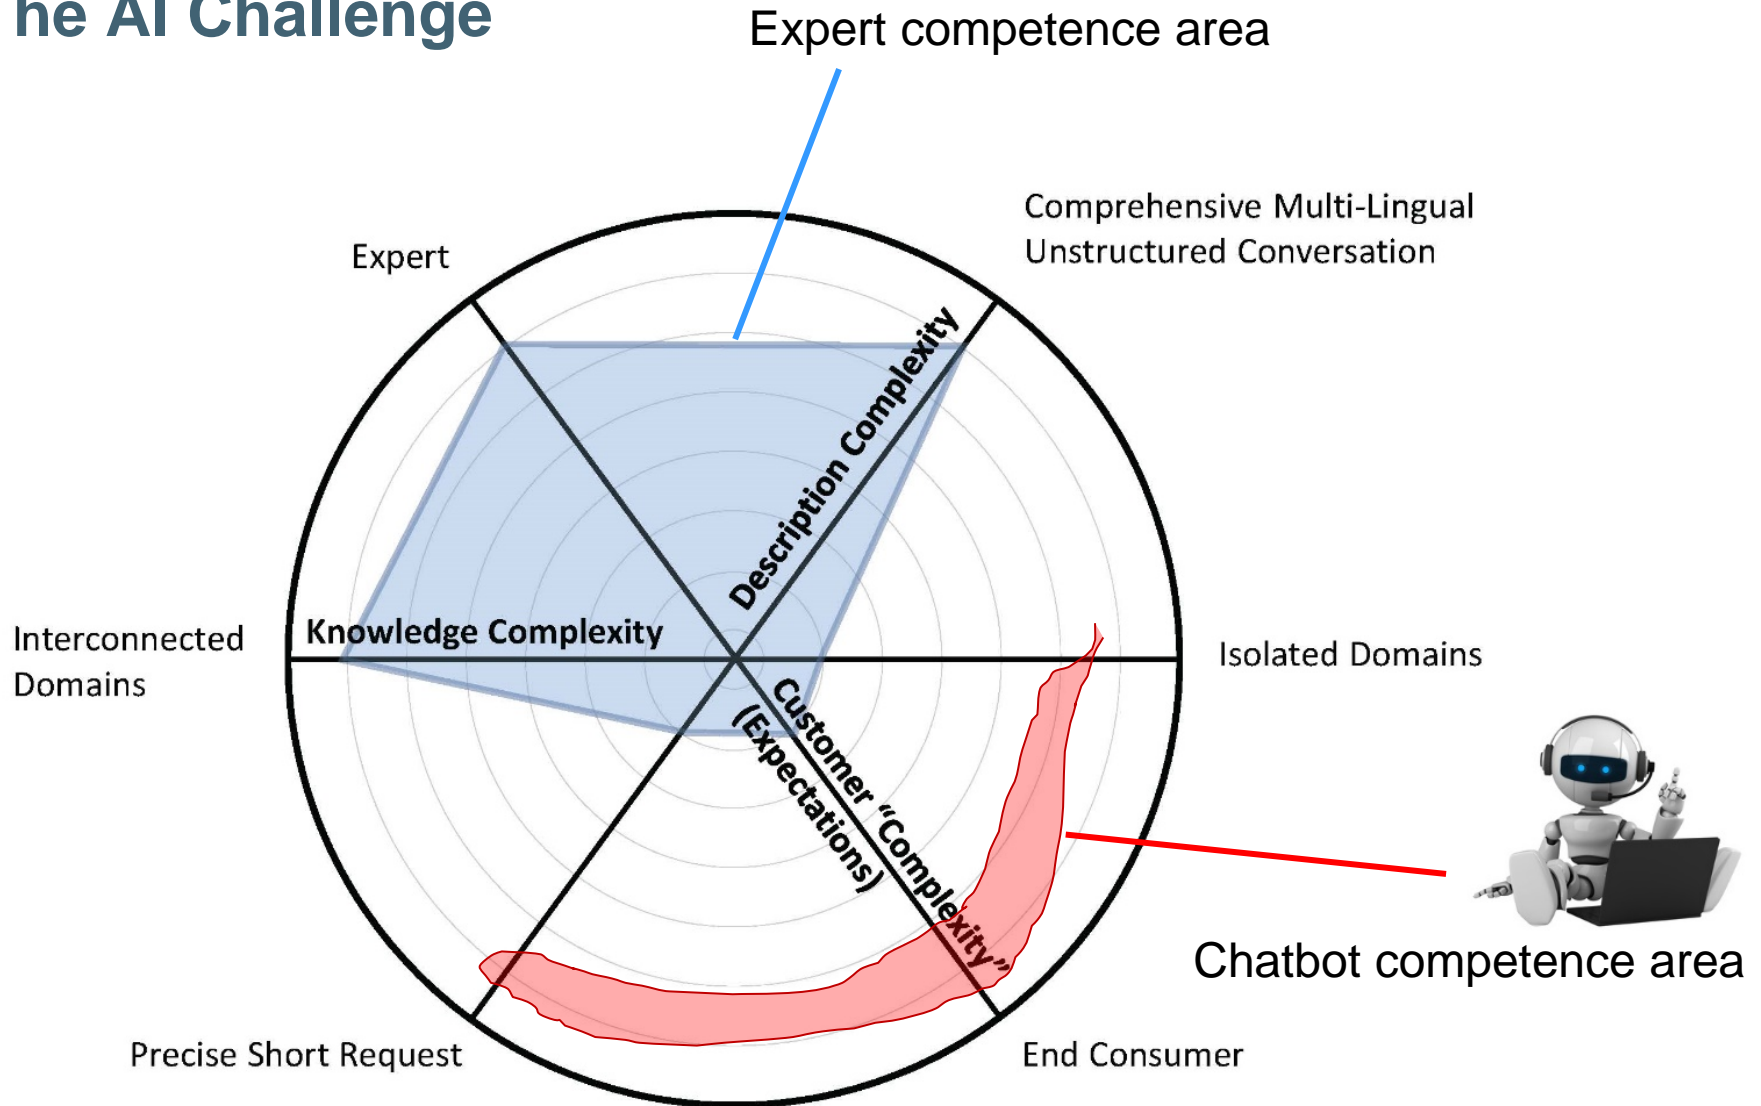 he AI Challenge
Expert competence area
Comprehensive Multi-Lingual
Unstructured Conversation
Expert
Description Complexity
Interconnected
Domains
Knowledge Complexity
Isolated Domains
Customer “Complexity”
(Expectations)
Chatbot competence area
Precise Short Request
End Consumer